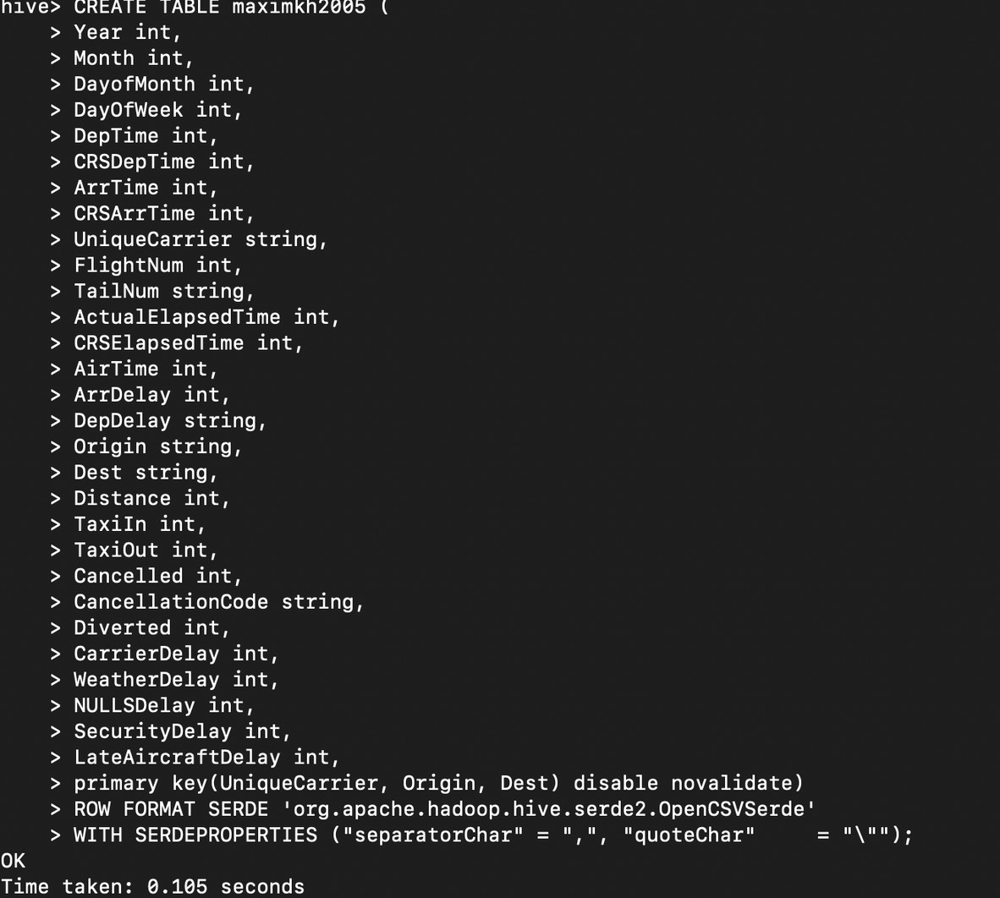 hive> CREATE TABLE maximkh2005 (
    > Year int,
    > Month int,
    > DayofMonth int,
    > DayOfWeek int,
    > DepTime int,
    > CRSDepTime int,
    > ArrTime int,
    > CRSArrTime int,
    > UniqueCarrier string,
    > FlightNum int,
    > TailNum string,
    > ActualElapsedTime int,
    > CRSElapsedTime int,
    > AirTime int,
    > ArrDelay int,
    > DepDelay string,
    > Origin string,
    > Dest string,
    > Distance int,
    > TaxiIn int,
    > TaxiOut int,
    > Cancelled int,
    > CancellationCode string,
    > Diverted int,
    > CarrierDelay int,
    > WeatherDelay int,
    > NULLSDelay int,
    > SecurityDelay int,
    > LateAircraftDelay int,
    > primary key(UniqueCarrier, Origin, Dest) disable novalidate)
    > ROW FORMAT SERDE 'org.apache.hadoop.hive.serde2.OpenCSVSerde'
    > WITH SERDEPROPERTIES ("separatorChar" = ",", "quoteChar"     = "\"");
OK
Time taken: 0.105 seconds